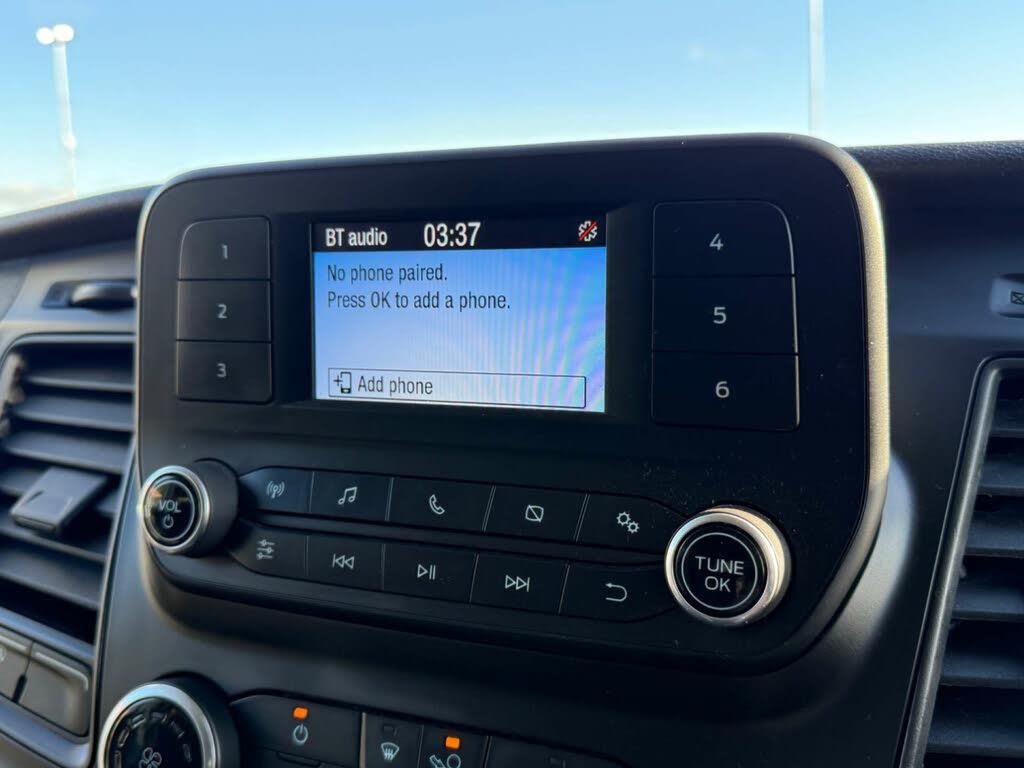 BT audio 03:37
No phone paired.
Press OK to add a phone.
Add phone
1
2
3
4
5
6
VOL
TUNE
OK